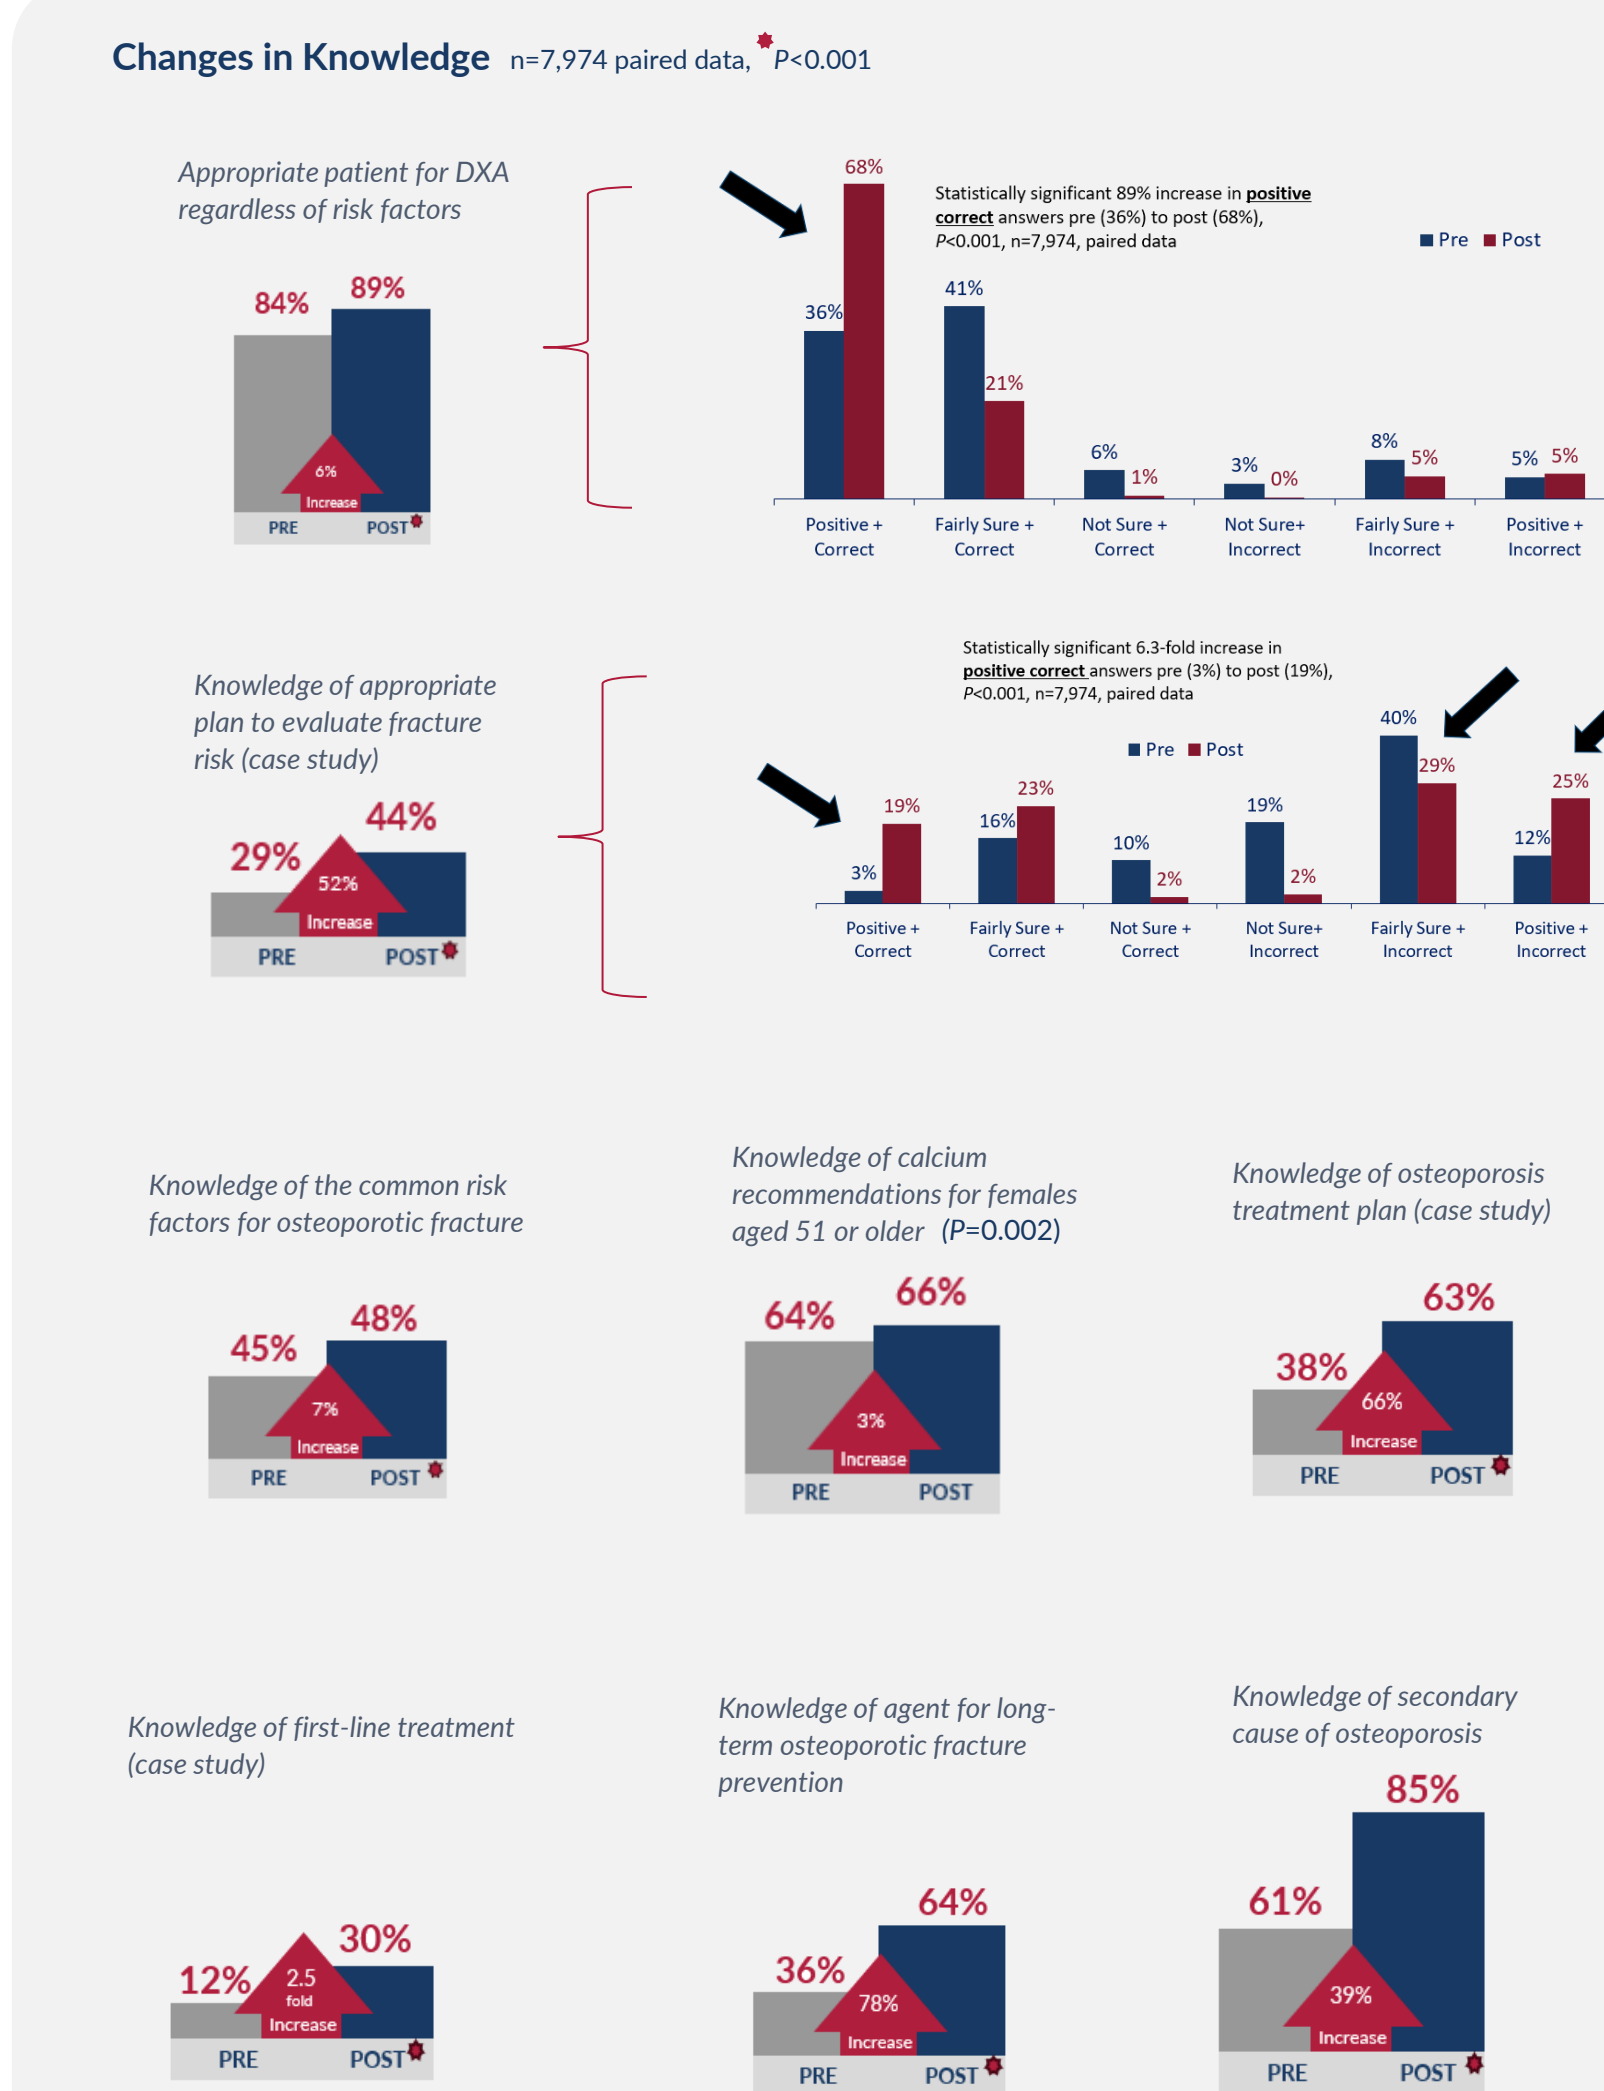 Changes in Knowledge n=7,974 paired data, P<0.001
Appropriate patient for DXA
regardless of risk factors
84%
89%
6%
Increase
PRE
POST
Statistically significant 89% increase in positive
correct answers pre (36%) to post (68%),
P<0.001, n=7,974, paired data
Pre Post
36%
68%
41%
21%
6%
1%
3%
0%
8%
5%
5%
5%
Positive +
Correct
Fairly Sure +
Correct
Not Sure +
Correct
Not Sure+
Incorrect
Fairly Sure +
Incorrect
Positive +
Incorrect
Knowledge of appropriate
plan to evaluate fracture
risk (case study)
29%
44%
52%
Increase
PRE
POST
Statistically significant 6.3-fold increase in
positive correct answers pre (3%) to post (19%),
P<0.001, n=7,974, paired data
Pre Post
3%
19%
16%
23%
10%
2%
19%
2%
40%
29%
12%
25%
Positive +
Correct
Fairly Sure +
Correct
Not Sure +
Correct
Not Sure+
Incorrect
Fairly Sure +
Incorrect
Positive +
Incorrect
Knowledge of the common risk
factors for osteoporotic fracture
45%
48%
7%
Increase
PRE
POST
Knowledge of calcium
recommendations for females
aged 51 or older (P=0.002)
64%
66%
3%
Increase
PRE
POST
Knowledge of osteoporosis
treatment plan (case study)
38%
63%
66%
Increase
PRE
POST
Knowledge of first-line treatment
(case study)
12%
30%
2.5
fold
Increase
PRE
POST
Knowledge of agent for long-
term osteoporotic fracture
prevention
36%
64%
78%
Increase
PRE
POST
Knowledge of secondary
cause of osteoporosis
61%
85%
39%
Increase
PRE
POST